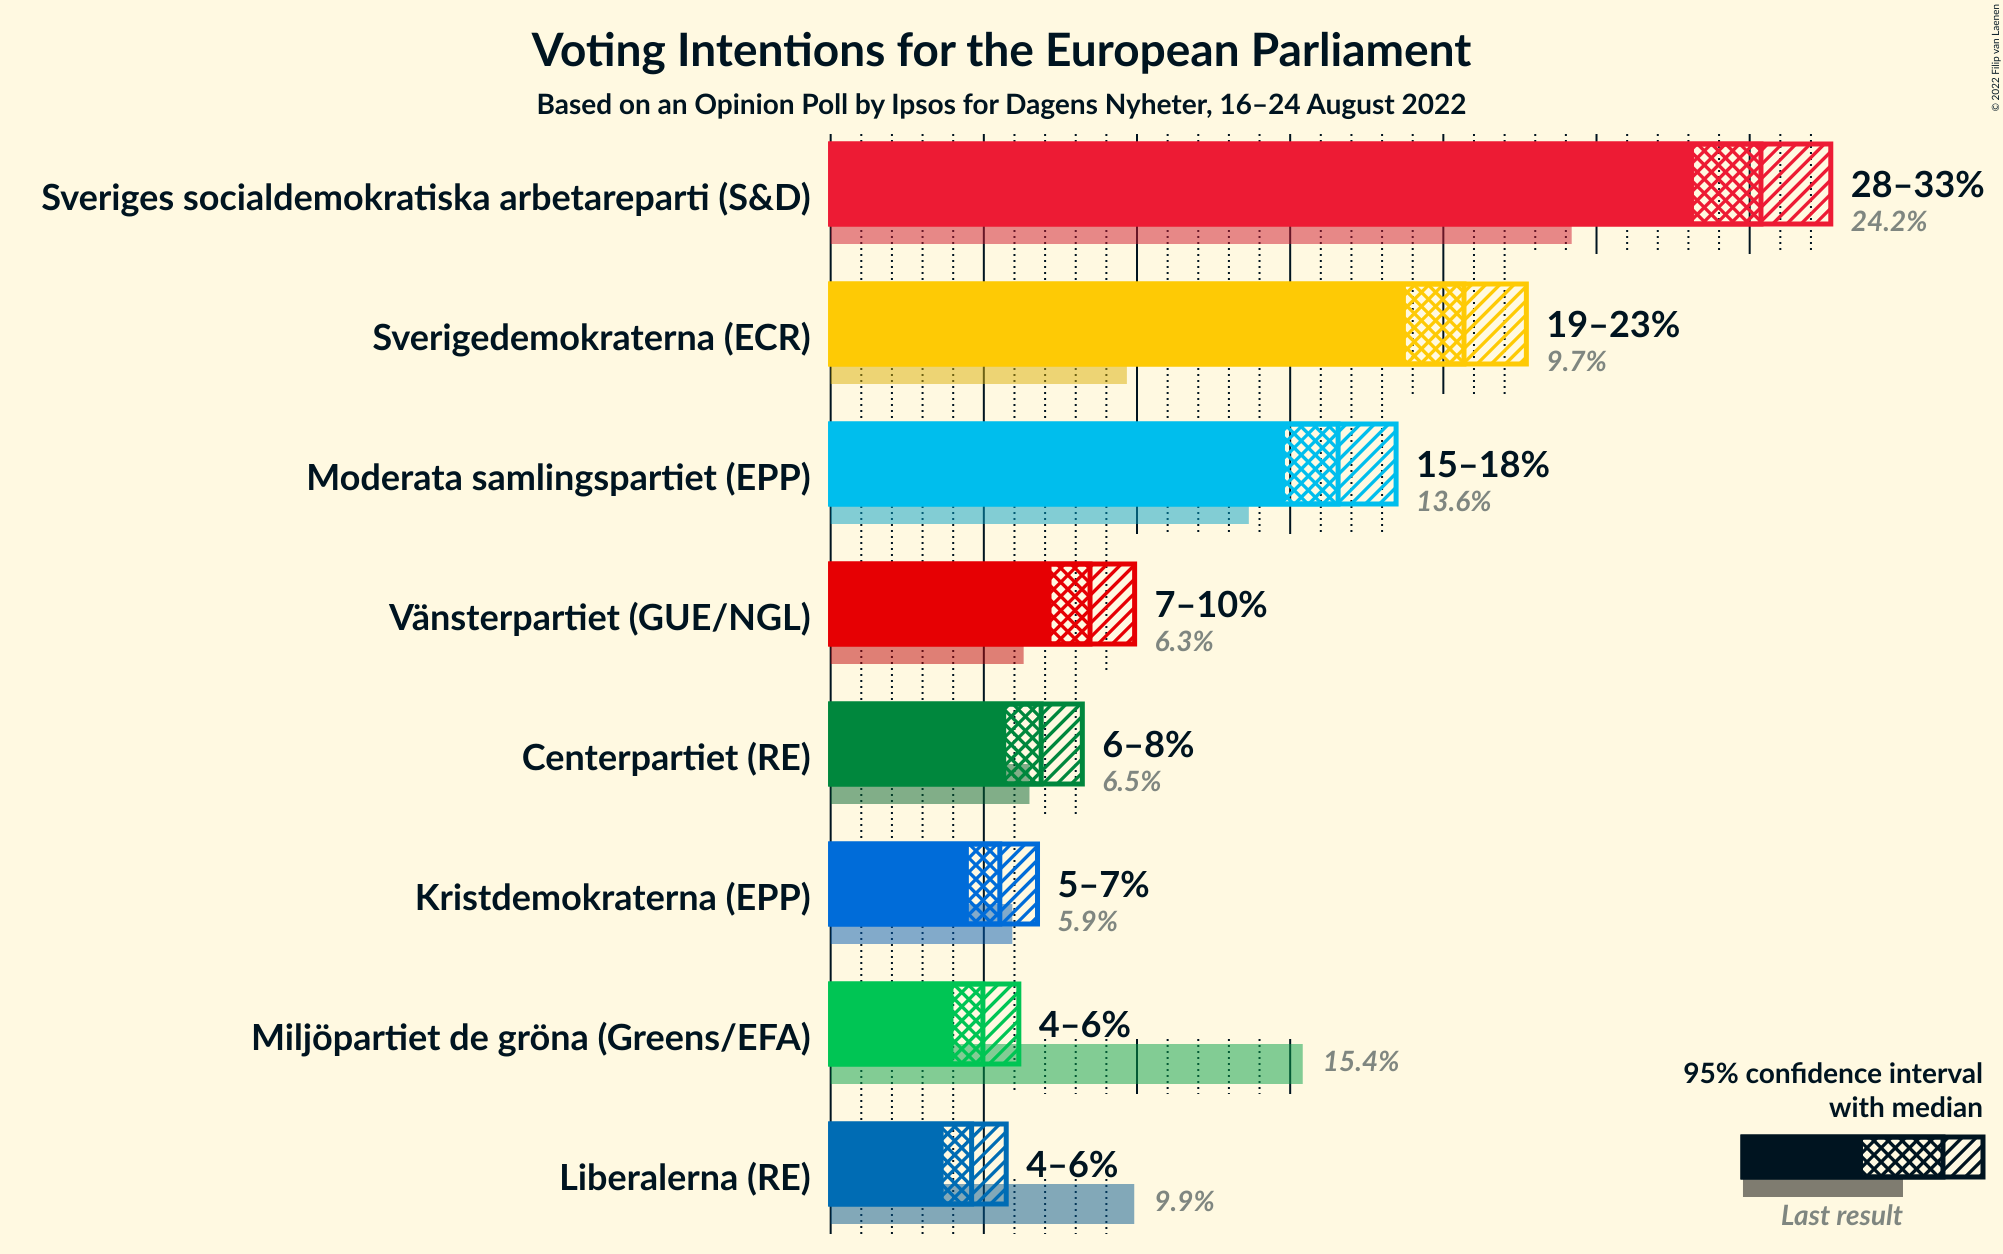 Voting Intentions for the European Parliament
Based on an Opinion Poll by Ipsos for Dagens Nyheter, 16–24 August 2022
© 2022 Filip van Laenen
Sveriges socialdemokratiska arbetareparti (S&D)
28–33%
24.2%
Sverigedemokraterna (ECR)
19–23%
9.7%
Moderata samlingspartiet (EPP)
15–18%
13.6%
Vänsterpartiet (GUE/NGL)
7–10%
6.3%
Centerpartiet (RE)
6–8%
6.5%
Kristdemokraterna (EPP)
5–7%
5.9%
Miljöpartiet de gröna (Greens/EFA)
4–6%
15.4%
Liberalerna (RE)
4–6%
9.9%
95% confidence interval
with median
Last result